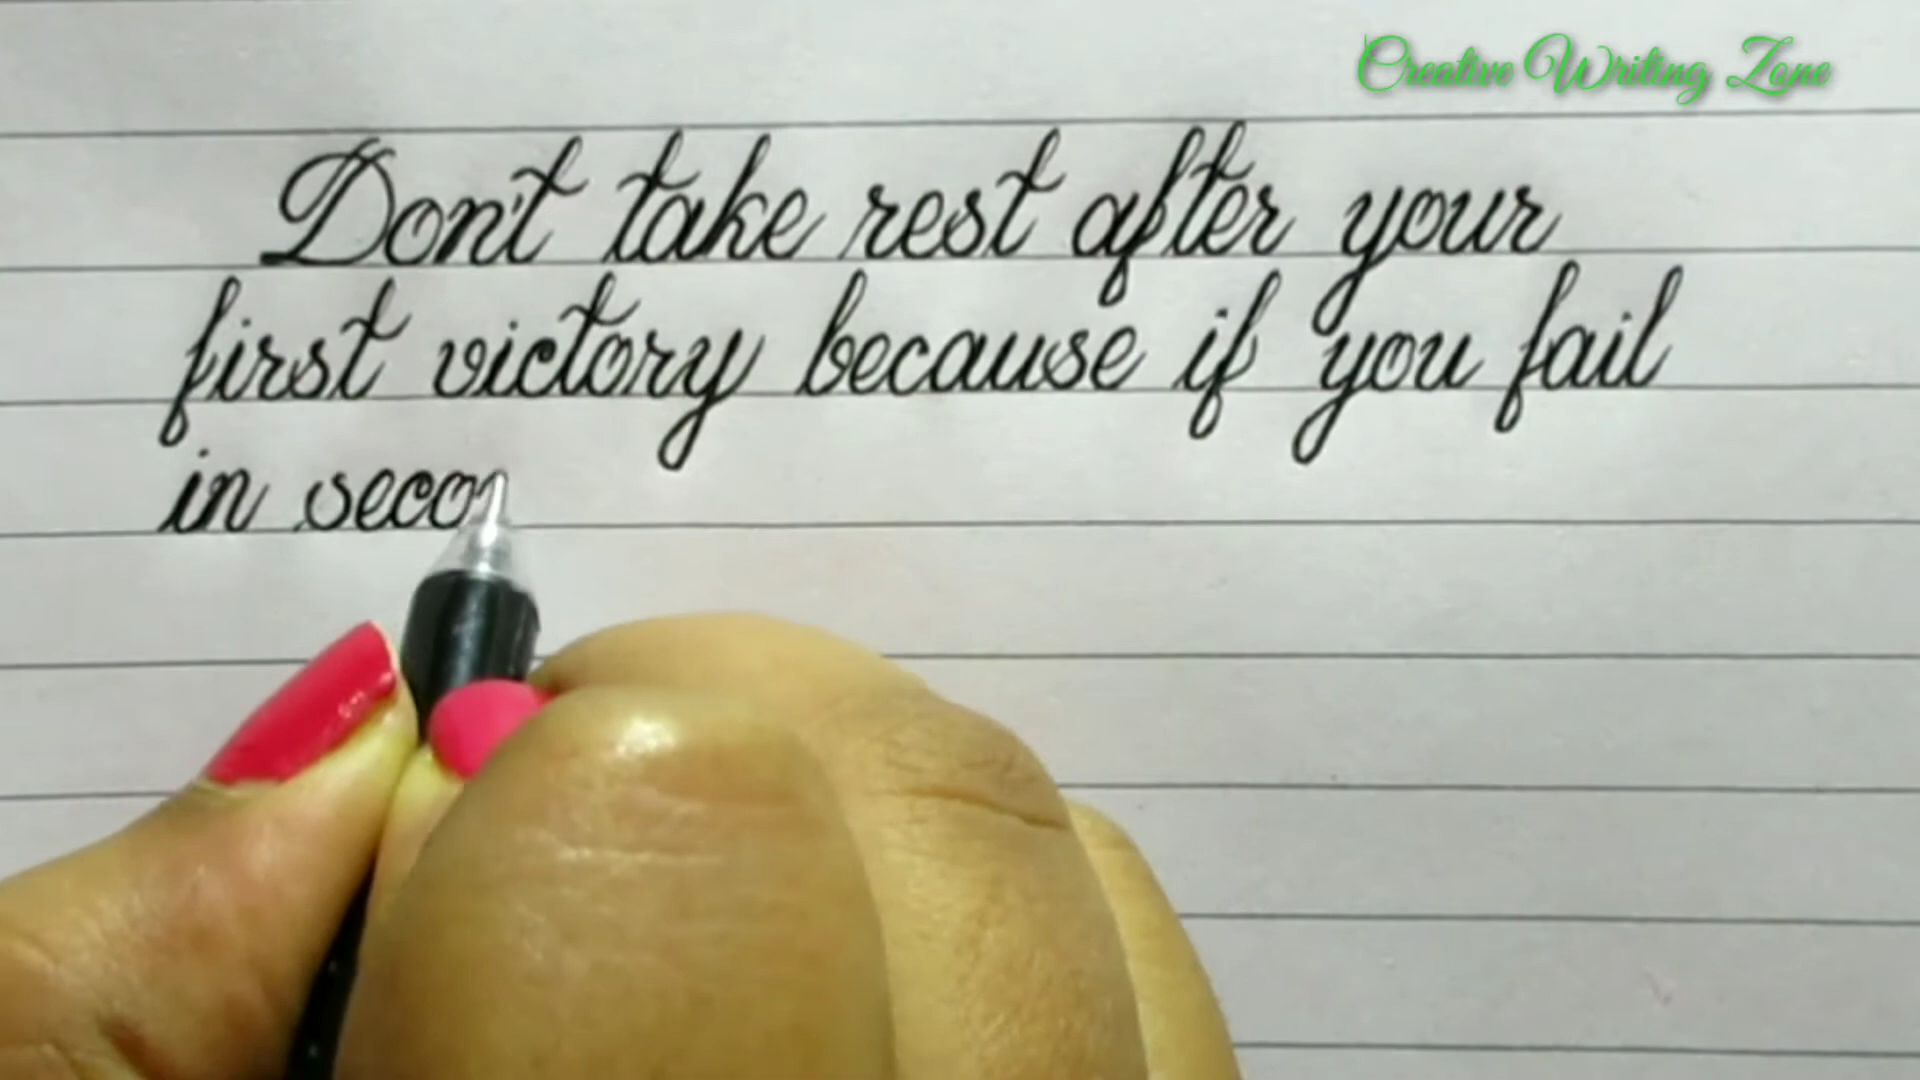 Creative Writing Zone
Don't take rest after your
first victory because if you fail
in secon